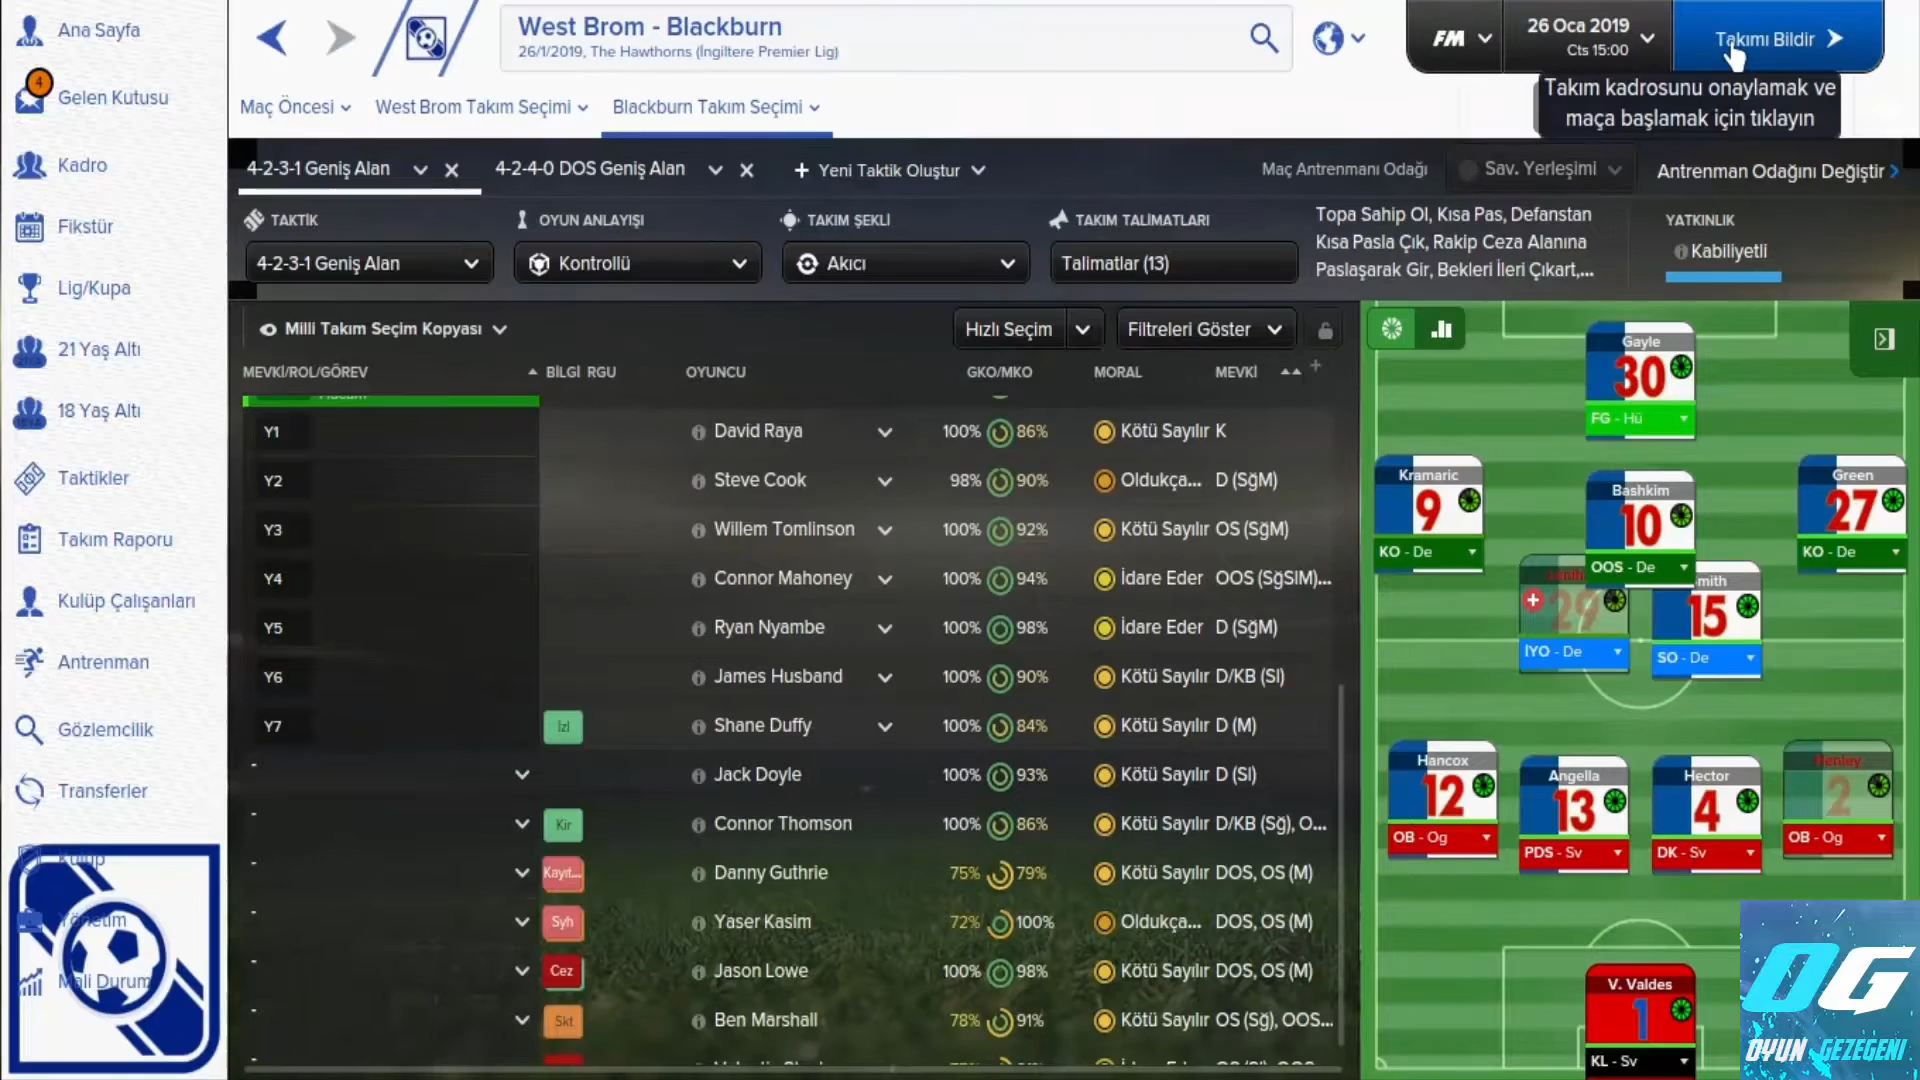 Ana Sayfa
4
Gelen Kutusu
Kadro
Fikstür
Lig/Kupa
21 Yaş Altı
18 Yaş Altı
Taktikler
Takım Raporu
Kulüp Çalışanları
Antrenman
Gözlemcilik
Transferler
Kulüp
Yönetim
Mali Durum
West Brom - Blackburn
26/1/2019, The Hawthorns (İngiltere Premier Lig)
FM
26 Oca 2019
Cts 15:00
Takımı Bildir
Takım kadrosunu onaylamak ve
maça başlamak için tıklayın
Maç Öncesi
West Brom Takım Seçimi
Blackburn Takım Seçimi
4-2-3-1 Geniş Alan
4-2-4-0 DOS Geniş Alan
+ Yeni Taktik Oluştur
Maç Antrenmanı Odağı
Sav. Yerleşimi
Antrenman Odağını Değiştir
TAKTİK
OYUN ANLAYIŞI
TAKIM ŞEKLİ
TAKIM TALİMATLARI
4-2-3-1 Geniş Alan
Kontrollü
Akıcı
Talimatlar (13)
Topa Sahip Ol, Kısa Pas, Defanstan
Kısa Pasla Çık, Rakip Ceza Alanına
Paslaşarak Gir, Bekleri İleri Çıkart,...
YATKINLIK
Kabiliyetli
Milli Takım Seçim Kopyası
Hızlı Seçim
Filtreleri Göster
MEVKİ/ROL/GÖREV BİLGİ RGU OYUNCU GKO/MKO MORAL MEVKİ
Y1 David Raya 100% 86% Kötü Sayılır K
Y2 Steve Cook 98% 90% Oldukça... D (SğM)
Y3 Willem Tomlinson 100% 92% Kötü Sayılır OS (SğM)
Y4 Connor Mahoney 100% 94% İdare Eder OOS (SğSlM)...
Y5 Ryan Nyambe 100% 98% İdare Eder D (SğM)
Y6 James Husband 100% 90% Kötü Sayılır D/KB (Sl)
Y7 İzl Shane Duffy 100% 84% Kötü Sayılır D (M)
- Jack Doyle 100% 93% Kötü Sayılır D (Sl)
- Kir Connor Thomson 100% 86% Kötü Sayılır D/KB (Sğ), O...
- Kayıt... Danny Guthrie 75% 79% Kötü Sayılır DOS, OS (M)
- Syh Yaser Kasim 72% 100% Oldukça... DOS, OS (M)
- Cez Jason Lowe 100% 98% Kötü Sayılır DOS, OS (M)
- Skt Ben Marshall 78% 91% Kötü Sayılır OS (Sğ), OOS...
Gayle
30
FG - Hü
Kramaric
9
KO - De
Bashkim
10
OOS - De
Green
27
KO - De
29
İYO - De
mith
15
SO - De
Hancox
12
OB - Og
Angella
13
PDS - Sv
Hector
4
DK - Sv
Henley
2
OB - Og
V. Valdes
1
KL - Sv
OG
OYUN GEZEGENI